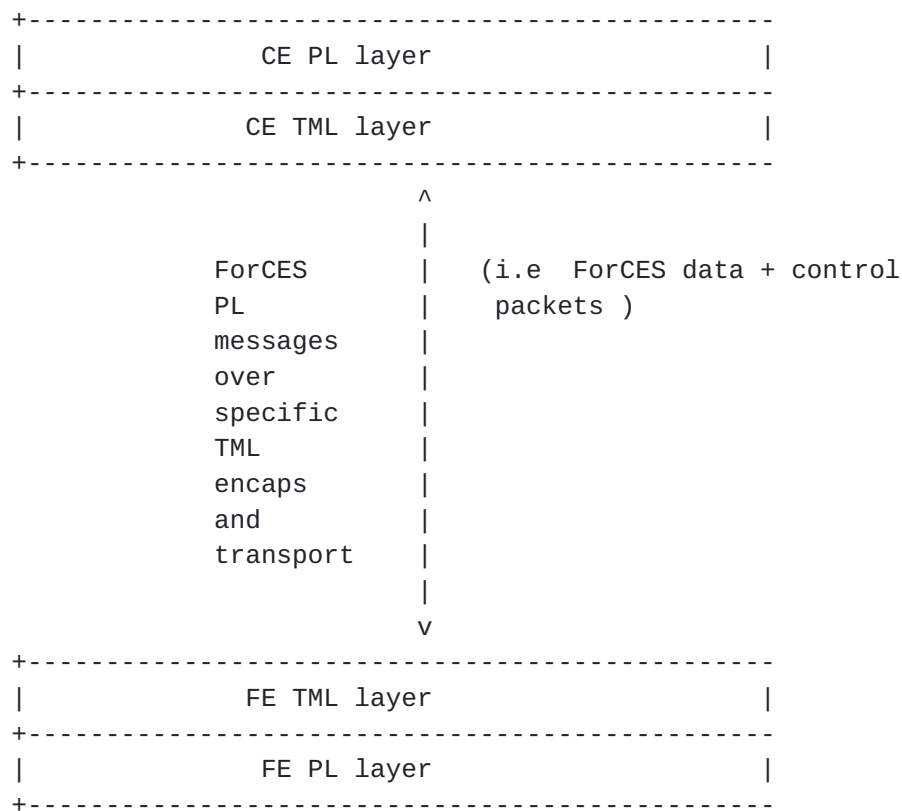 CE PL layer
CE TML layer
ForCES (i.e ForCES data + control
PL packets )
messages
over
specific
TML
encaps
and
transport
FE TML layer
FE PL layer